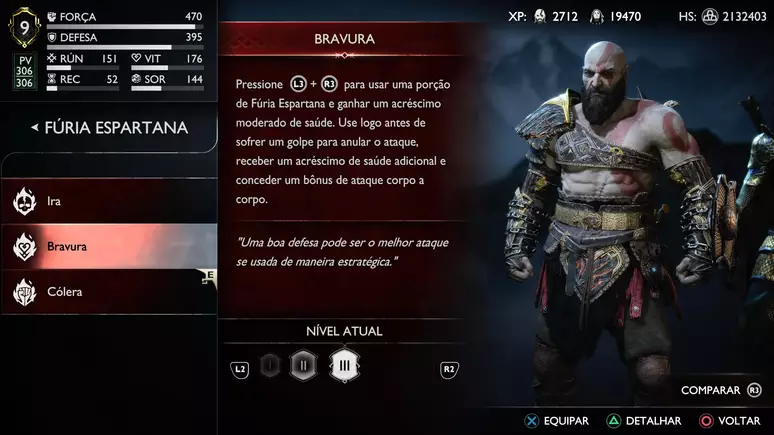 9
FORÇA 470
DEFESA 395
PV
306
306
RÚN 151
VIT 176
REC 52
SOR 144
XP: 2712 19470
HS: 2132403
FÚRIA ESPARTANA
Ira
Bravura
E
Cólera
BRAVURA
Pressione L3 + R3 para usar uma porção
de Fúria Espartana e ganhar um acréscimo
moderado de saúde. Use logo antes de
sofrer um golpe para anular o ataque,
receber um acréscimo de saúde adicional e
conceder um bônus de ataque corpo a
corpo.
"Uma boa defesa pode ser o melhor ataque
se usada de maneira estratégica."
NÍVEL ATUAL
L2 I II III R2
COMPARAR R3
EQUIPAR DETALHAR VOLTAR